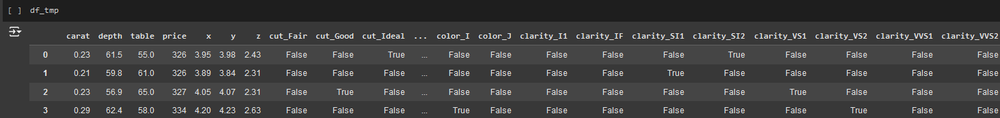 [ ] df_tmp
carat depth table price x y z cut_Fair cut_Good cut_Ideal ... color_I color_J clarity_I1 clarity_IF clarity_SI1 clarity_SI2 clarity_VS1 clarity_VS2 clarity_VVS1 clarity_VVS2
0 0.23 61.5 55.0 326 3.95 3.98 2.43 False False True ... False False False False False True False False False False
1 0.21 59.8 61.0 326 3.89 3.84 2.31 False False False ... False False False False True False False False False False
2 0.23 56.9 65.0 327 4.05 4.07 2.31 False True False ... False False False False False False True False False False
3 0.29 62.4 58.0 334 4.20 4.23 2.63 False False False ... True False False False False False False True False False